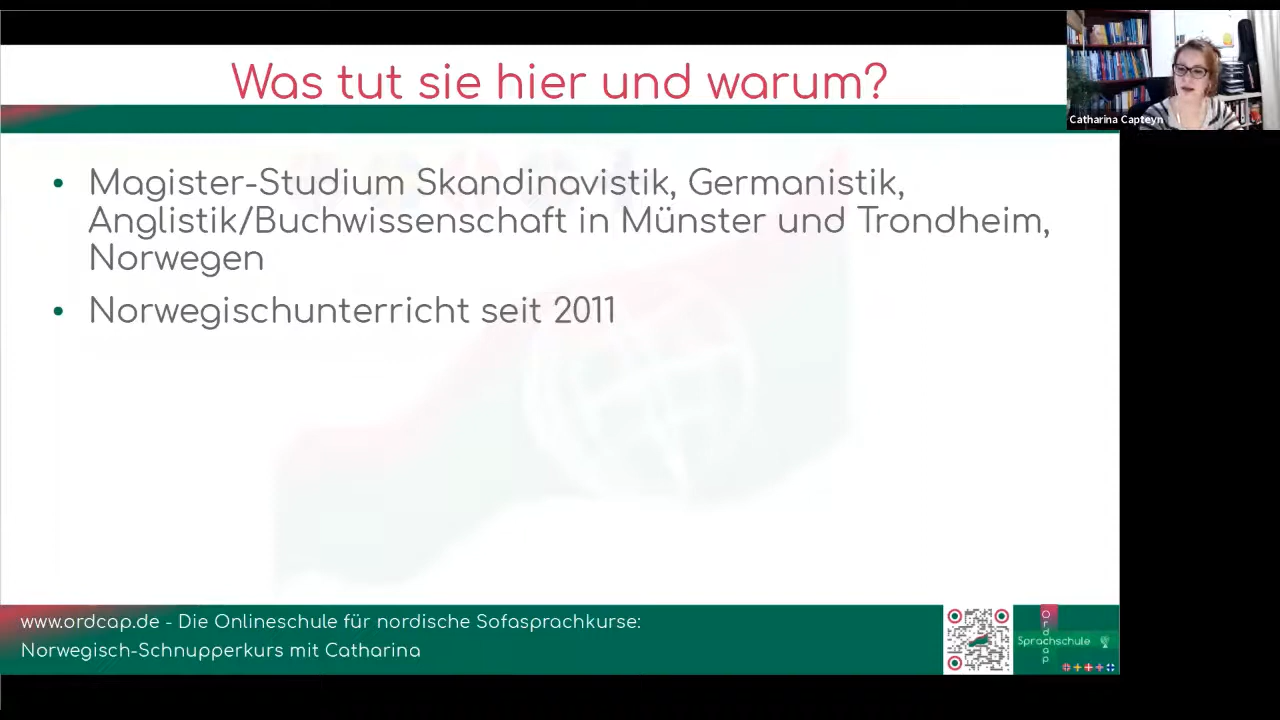 Was tut sie hier und warum?
Catharina Capteyn
• Magister-Studium Skandinavistik, Germanistik,
Anglistik/Buchwissenschaft in Münster und Trondheim,
Norwegen
• Norwegischunterricht seit 2011
www.ordcap.de - Die Onlineschule für nordische Sofasprachkurse:
Norwegisch-Schnupperkurs mit Catharina
Ordcap
Sprachschule